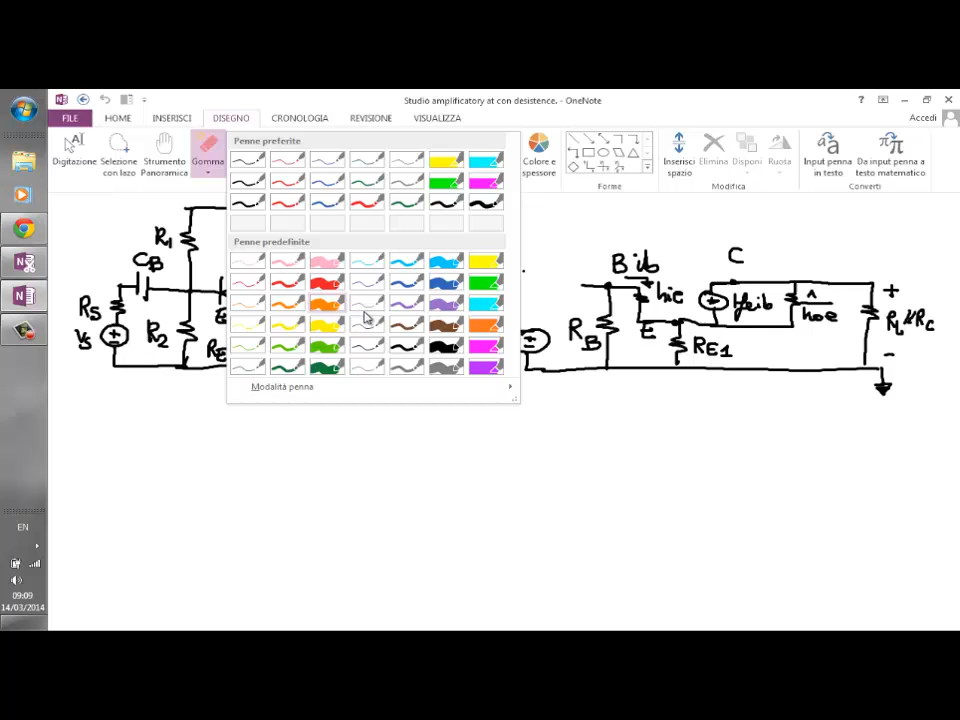 Studio amplificatory at con desistence. - OneNote
FILE HOME INSERISCI DISEGNO CRONOLOGIA REVISIONE VISUALIZZA Accedi
Digitazione
Selezione con lazo
Strumento Panoramica
Gomma
Penne preferite
Penne predefinite
Modalità penna
Colore e spessore
Forme
Inserisci spazio
Elimina
Disponi
Ruota
Modifica
Input penna in testo
Da input penna a testo matematico
Converti
R1
CB
RS
VS
R2
RE
B ib
C
hie
hfeib
1
hoe
+
RL//RC
-
RB
E
RE1
EN
09:09
14/03/2014